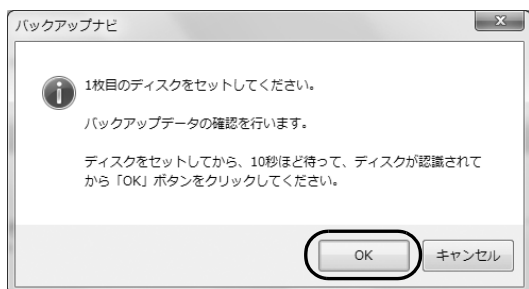 バックアップナビ
1枚目のディスクをセットしてください。
バックアップデータの確認を行います。
ディスクをセットしてから、10秒ほど待って、ディスクが認識されて
から「OK」ボタンをクリックしてください。
OK
キャンセル